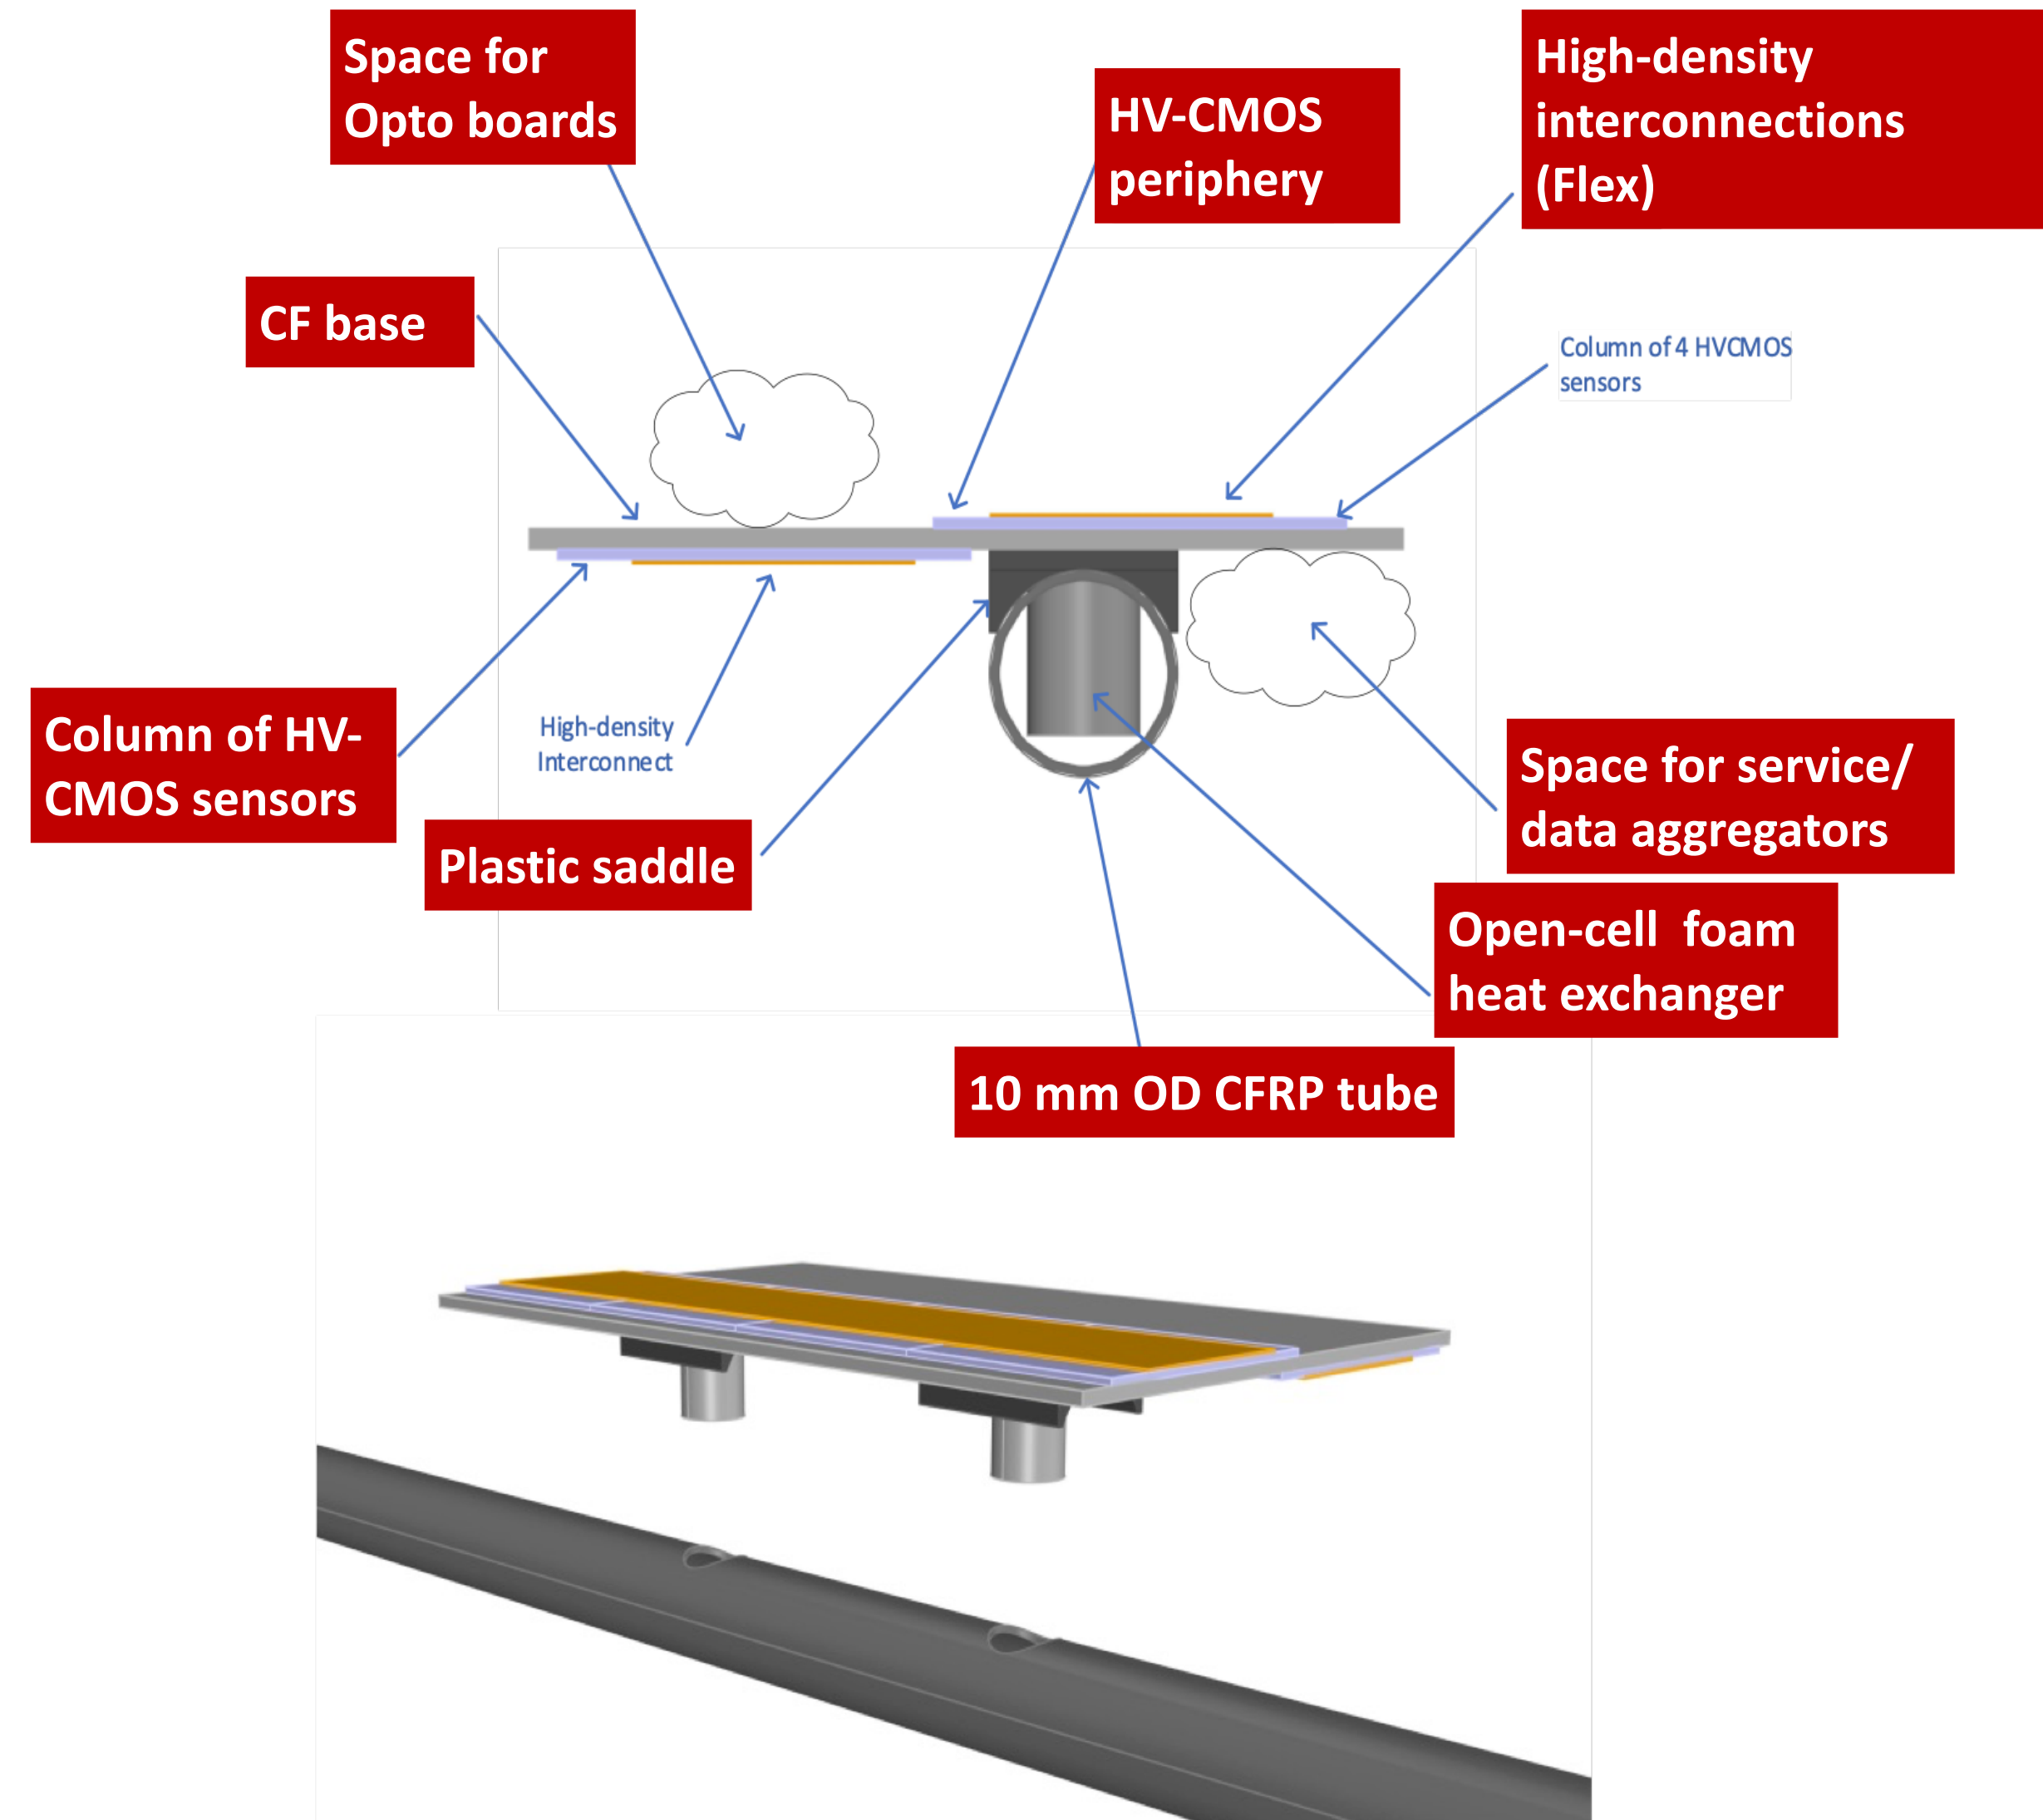 Space for
Opto boards
HV-CMOS
periphery
High-density
interconnections
(Flex)
CF base
Column of 4 HVCMOS
sensors
Column of HV-
CMOS sensors
High-density
Interconnect
Plastic saddle
Space for service/
data aggregators
Open-cell  foam
heat exchanger
10 mm OD CFRP tube